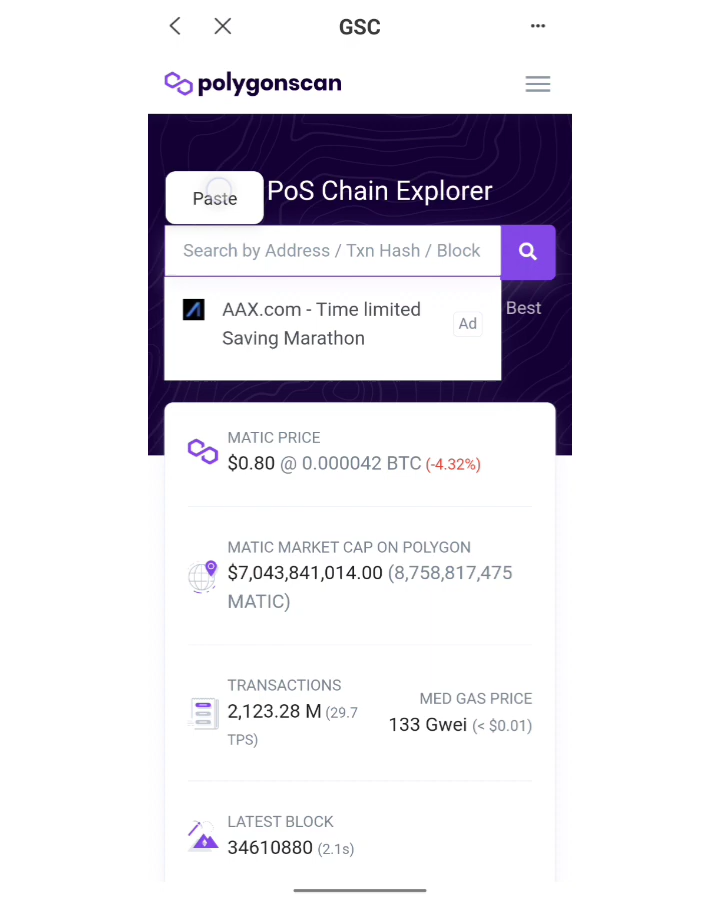 GSC
polygonscan
Paste
PoS Chain Explorer
Search by Address / Txn Hash / Block
AAX.com - Time limited
Saving Marathon
Ad
Best
MATIC PRICE
$0.80 @ 0.000042 BTC (-4.32%)
MATIC MARKET CAP ON POLYGON
$7,043,841,014.00 (8,758,817,475
MATIC)
TRANSACTIONS
2,123.28 M (29.7
TPS)
MED GAS PRICE
133 Gwei (< $0.01)
LATEST BLOCK
34610880 (2.1s)